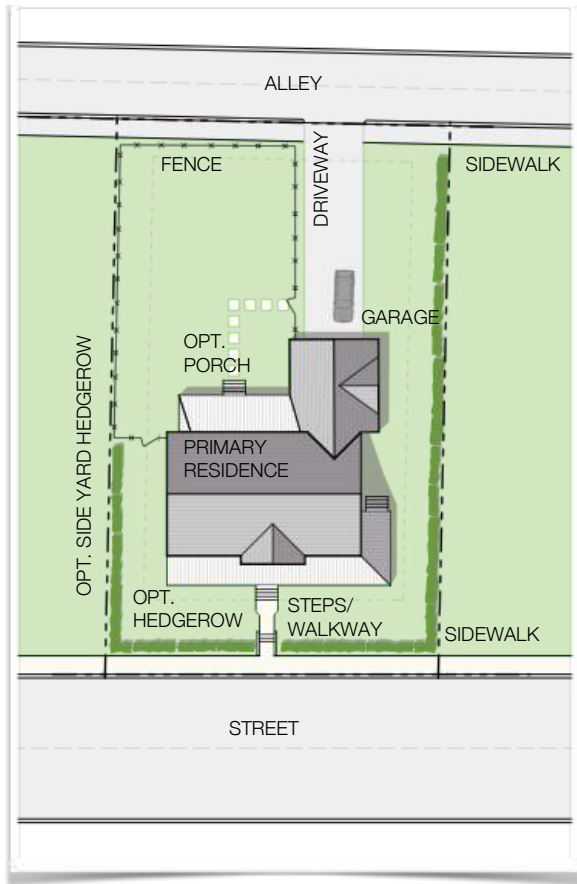 ALLEY
FENCE
DRIVEWAY
SIDEWALK
GARAGE
OPT.
PORCH
OPT. SIDE YARD HEDGEROW
PRIMARY
RESIDENCE
OPT.
HEDGEROW
STEPS/
WALKWAY
SIDEWALK
STREET